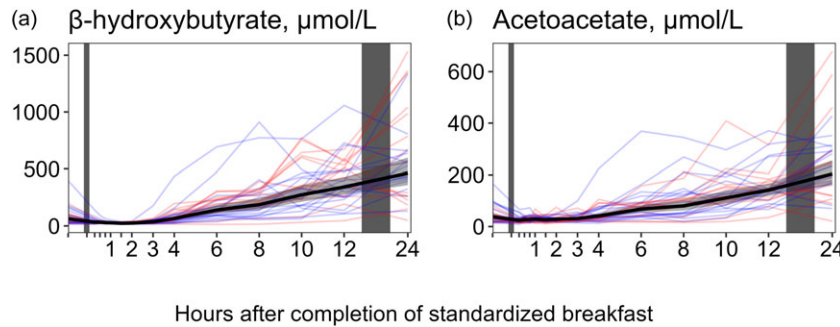 (a) β-hydroxybutyrate, μmol/L
1500
1000
500
0
1 2 3 4 6 8 10 12 24
(b) Acetoacetate, μmol/L
600
400
200
0
1 2 3 4 6 8 10 12 24
Hours after completion of standardized breakfast